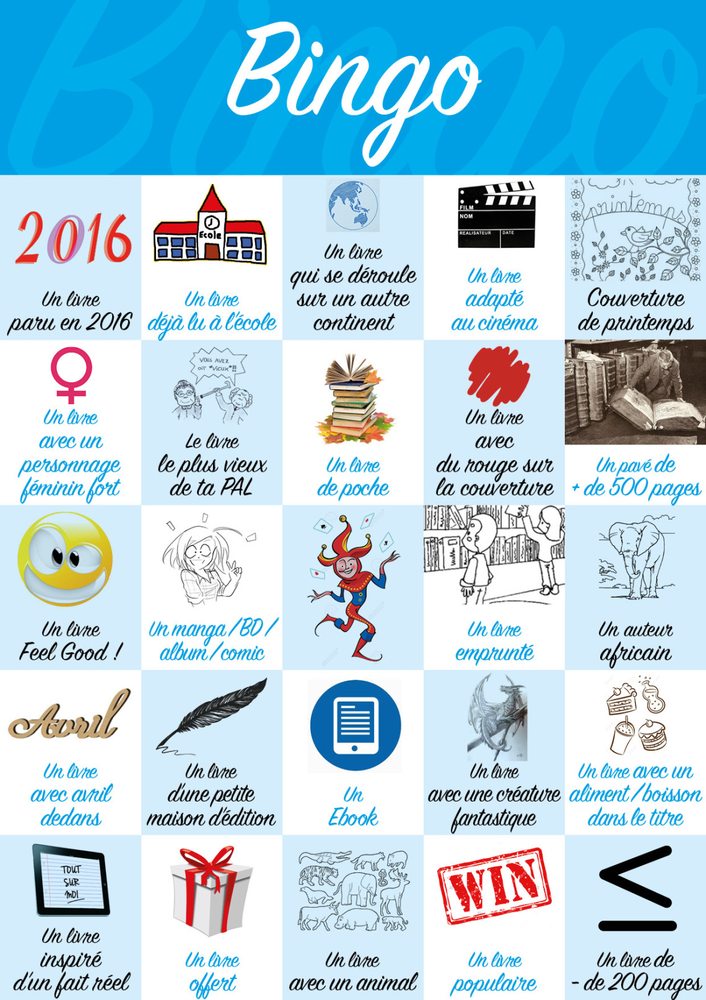 Bingo
2016
Un livre
paru en 2016
Ecole
Un livre
déjà lu à l'école
Un livre
qui se déroule
sur un autre
continent
FILM
NOM
REALISATEUR
DATE
Un livre
adapté
au cinéma
printemps
Couverture
de printemps
Un livre
avec un
personnage
féminin fort
VOUS AVEZ
DIT "VIEUX"!!
Le livre
le plus vieux
de ta PAL
Un livre
de poche
Un livre
avec
du rouge sur
la couverture
Un pavé de
+ de 500 pages
Un livre
Feel Good !
Un manga / BD /
album / comic
Un livre
emprunté
Un auteur
africain
Avril
Un livre
avec avril
dedans
Un livre
d'une petite
maison d'édition
Un
Ebook
Un livre
avec une créature
fantastique
Un livre avec un
aliment / boisson
dans le titre
TOUT
SUR
MOI
Un livre
inspiré
d'un fait réel
Un livre
offert
Un livre
avec un animal
WIN
Un livre
populaire
Un livre de
- de 200 pages